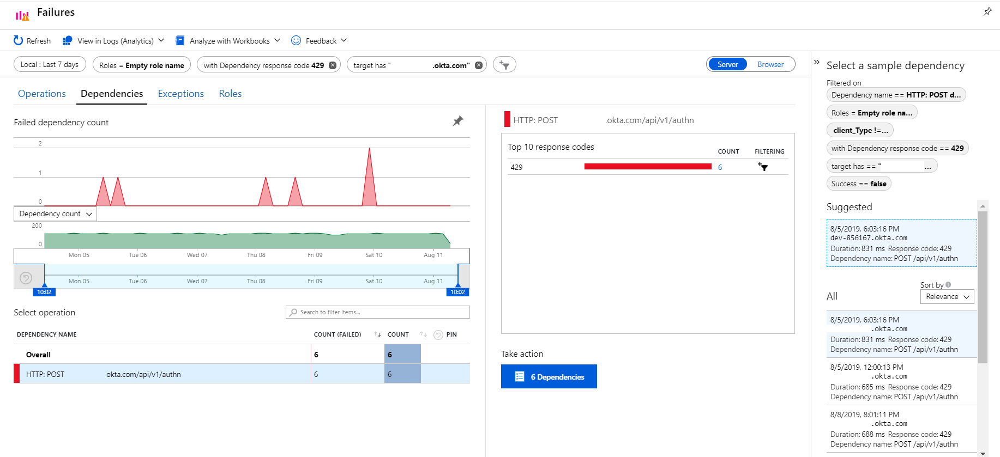 Failures
Refresh
View in Logs (Analytics)
Analyze with Workbooks
Feedback
Local : Last 7 days
Roles = Empty role name
with Dependency response code 429
target has " .okta.com"
Server
Browser
Operations
Dependencies
Exceptions
Roles
Failed dependency count
2
1
0
Dependency count
200
0
Mon 05 Tue 06 Wed 07 Thu 08 Fri 09 Sat 10 Aug 11
Mon 05 Tue 06 Wed 07 Thu 08 Fri 09 Sat 10 Aug 11
10:02 10:02
Select operation
Search to filter items...
DEPENDENCY NAME COUNT (FAILED) COUNT PIN
Overall 6 6
HTTP: POST okta.com/api/v1/authn 6 6
HTTP: POST okta.com/api/v1/authn
Top 10 response codes
COUNT FILTERING
429 6
Take action
6 Dependencies
Select a sample dependency
Filtered on
Dependency name == HTTP: POST d...
Roles = Empty role na...
client_Type !=...
with Dependency response code == 429
target has == " ...
Success == false
Suggested
8/5/2019, 6:03:16 PM
dev-856167.okta.com
Duration: 831 ms Response code: 429
Dependency name: POST /api/v1/authn
Sort by
All
Relevance
8/5/2019, 6:03:16 PM
.okta.com
Duration: 831 ms Response code: 429
Dependency name: POST /api/v1/authn
8/5/2019, 12:00:13 PM
.okta.com
Duration: 685 ms Response code: 429
Dependency name: POST /api/v1/authn
8/8/2019, 8:01:11 PM
.okta.com
Duration: 688 ms Response code: 429
Dependency name: POST /api/v1/authn